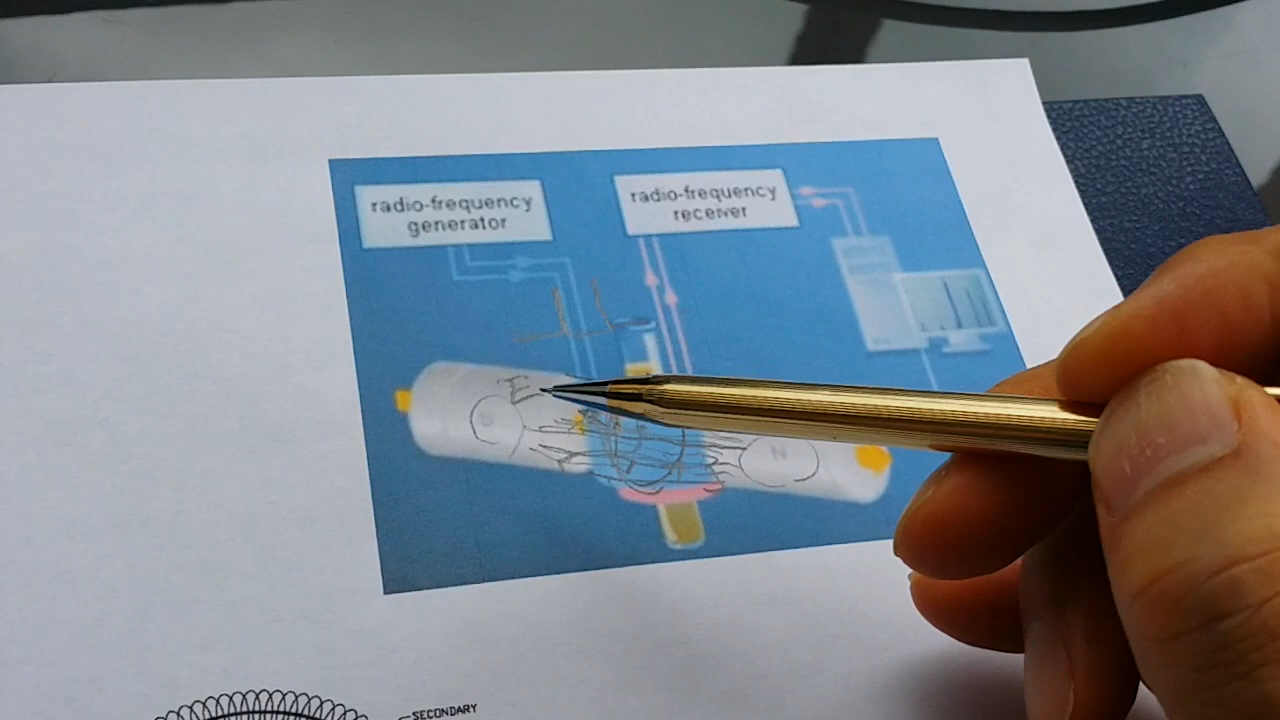 radio-frequency
generator
radio-frequency
receiver
E
S
N
SECONDARY